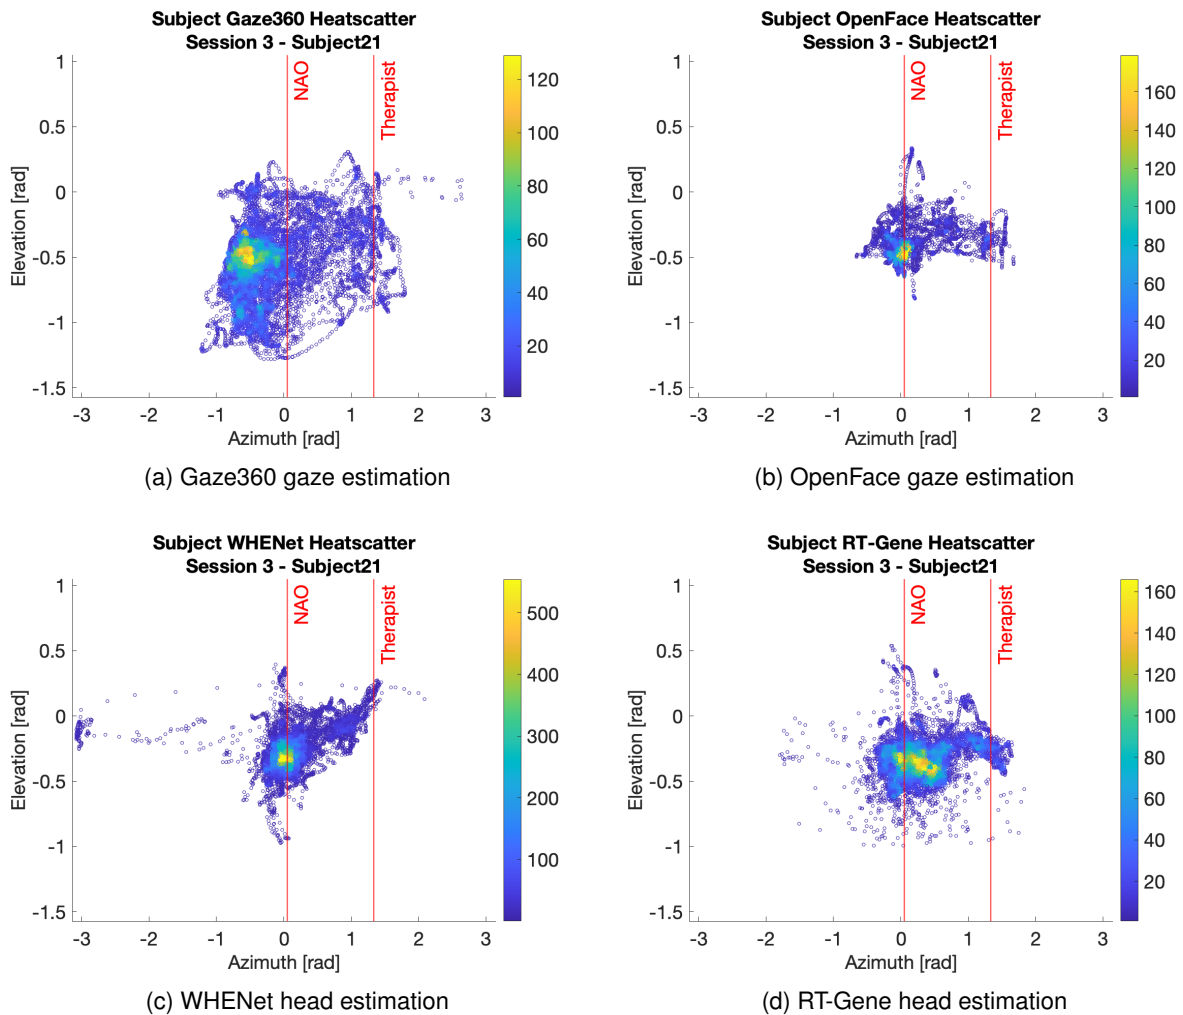 Subject Gaze360 Heatscatter
Session 3 - Subject21
1
0.5
0
-0.5
-1
-1.5
Elevation [rad]
-3
-2
-1
0
1
2
3
Azimuth [rad]
NAO
Therapist
120
100
80
60
40
20
(a) Gaze360 gaze estimation
Subject OpenFace Heatscatter
Session 3 - Subject21
1
0.5
0
-0.5
-1
-1.5
Elevation [rad]
-3
-2
-1
0
1
2
3
Azimuth [rad]
NAO
Therapist
160
140
120
100
80
60
40
20
(b) OpenFace gaze estimation
Subject WHENet Heatscatter
Session 3 - Subject21
1
0.5
0
-0.5
-1
-1.5
Elevation [rad]
-3
-2
-1
0
1
2
3
Azimuth [rad]
NAO
Therapist
500
400
300
200
100
(c) WHENet head estimation
Subject RT-Gene Heatscatter
Session 3 - Subject21
1
0.5
0
-0.5
-1
-1.5
Elevation [rad]
-3
-2
-1
0
1
2
3
Azimuth [rad]
NAO
Therapist
160
140
120
100
80
60
40
20
(d) RT-Gene head estimation